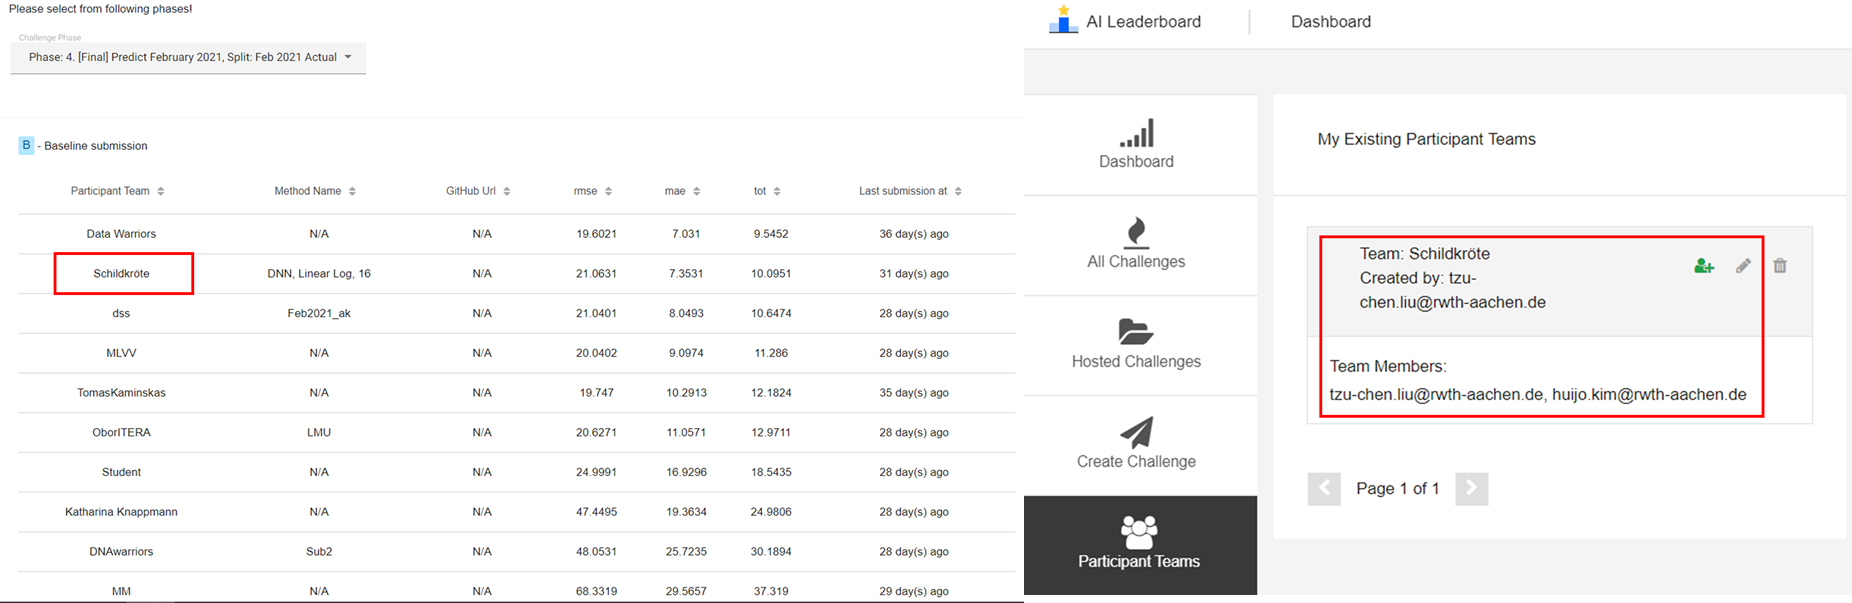 Please select from following phases!
Challenge Phase
Phase: 4. [Final] Predict February 2021, Split: Feb 2021 Actual
B - Baseline submission
Participant Team Method Name GitHub Url rmse mae tot Last submission at
Data Warriors N/A N/A 19.6021 7.031 9.5452 36 day(s) ago
Schildkröte DNN, Linear Log, 16 N/A 21.0631 7.3531 10.0951 31 day(s) ago
dss Feb2021_ak N/A 21.0401 8.0493 10.6474 28 day(s) ago
MLVV N/A N/A 20.0402 9.0974 11.286 28 day(s) ago
TomasKaminskas N/A N/A 19.747 10.2913 12.1824 35 day(s) ago
OborITERA LMU N/A 20.6271 11.0571 12.9711 28 day(s) ago
Student N/A N/A 24.9991 16.9296 18.5435 28 day(s) ago
Katharina Knappmann N/A N/A 47.4495 19.3634 24.9806 28 day(s) ago
DNAwarriors Sub2 N/A 48.0531 25.7235 30.1894 28 day(s) ago
MM N/A N/A 68.3319 29.5657 37.319 29 day(s) ago
AI Leaderboard Dashboard
Dashboard
All Challenges
Hosted Challenges
Create Challenge
Participant Teams
My Existing Participant Teams
Team: Schildkröte
Created by: tzu-
chen.liu@rwth-aachen.de
Team Members:
tzu-chen.liu@rwth-aachen.de, huijo.kim@rwth-aachen.de
Page 1 of 1